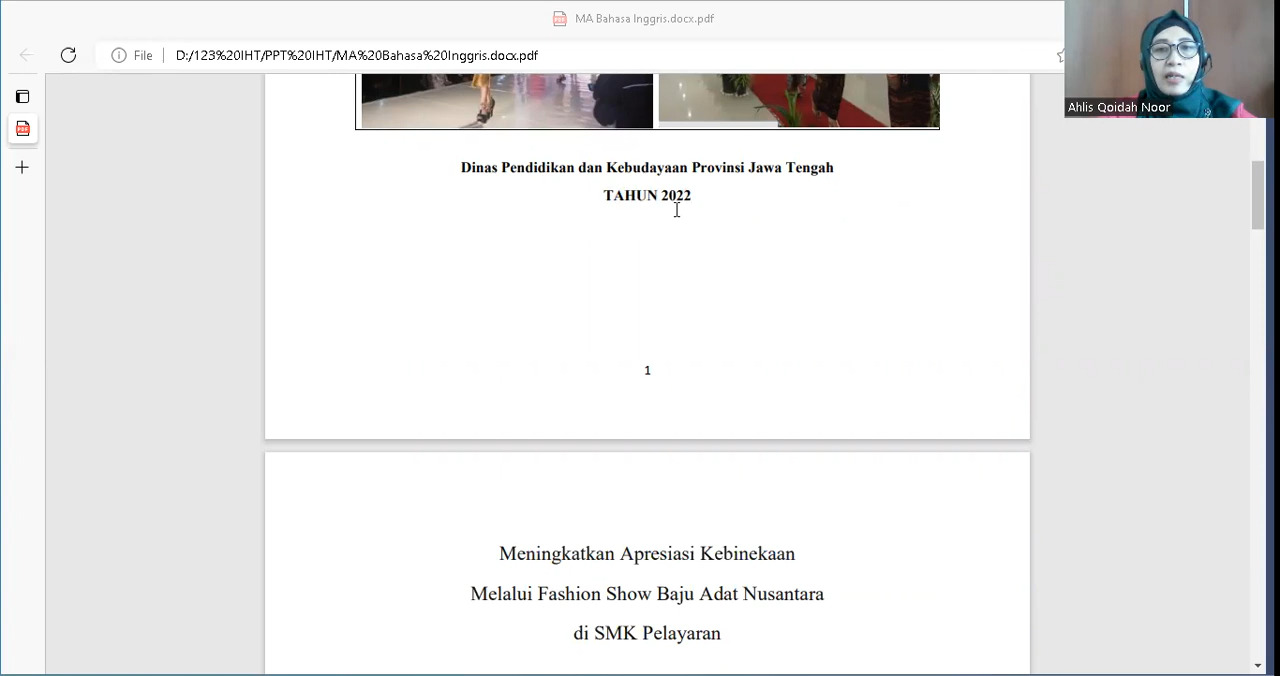 MA Bahasa Inggris.docx.pdf
File
D:/123%20IHT/PPT%20IHT/MA%20Bahasa%20Inggris.docx.pdf
Ahlis Qoidah Noor
Dinas Pendidikan dan Kebudayaan Provinsi Jawa Tengah
TAHUN 2022
1
Meningkatkan Apresiasi Kebinekaan
Melalui Fashion Show Baju Adat Nusantara
di SMK Pelayaran